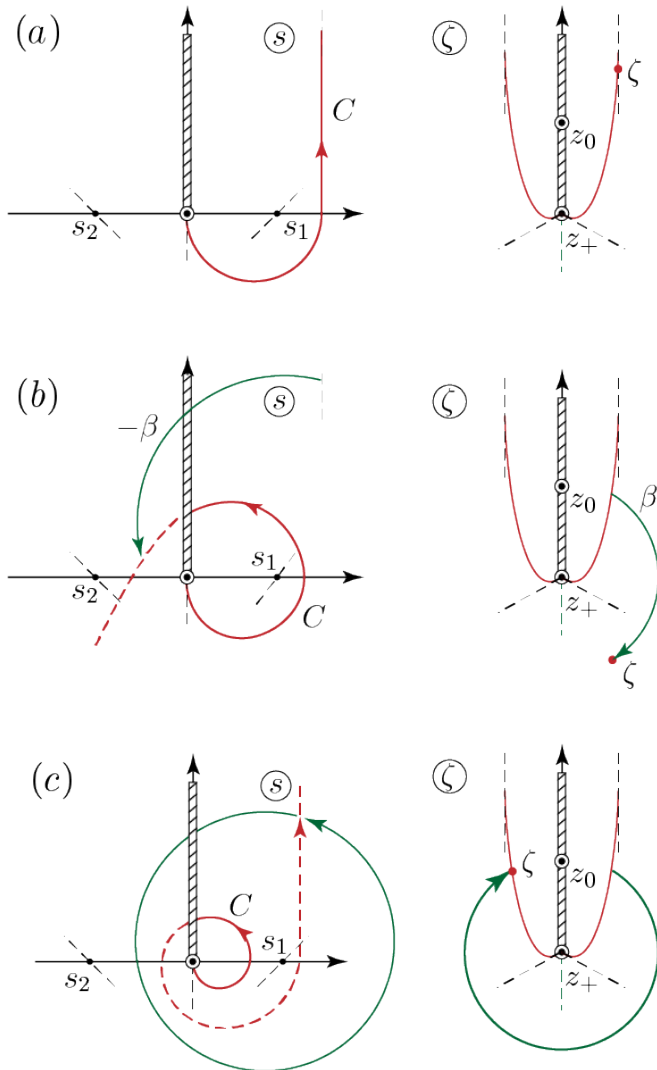 (a) s ζ
C ζ
z₀
s₂ s₁ z₊
(b) s ζ
−β β
z₀
s₂ s₁ C z₊
ζ
(c) s ζ
ζ z₀
C s₁
s₂ z₊